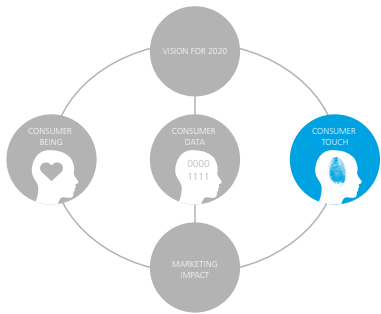 VISION FOR 2020
CONSUMER
BEING
CONSUMER
DATA
0000
1111
CONSUMER
TOUCH
MARKETING
IMPACT